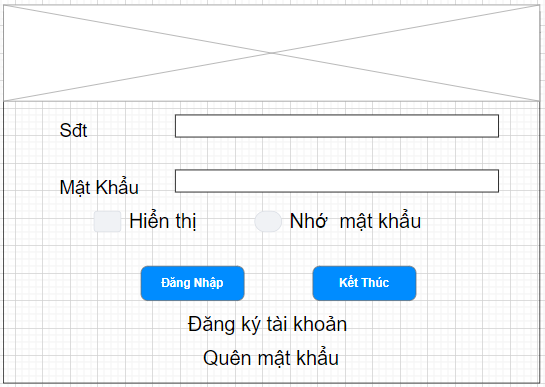 Sđt
Mật Khẩu
Hiển thị Nhớ mật khẩu
Đăng Nhập Kết Thúc
Đăng ký tài khoản
Quên mật khẩu